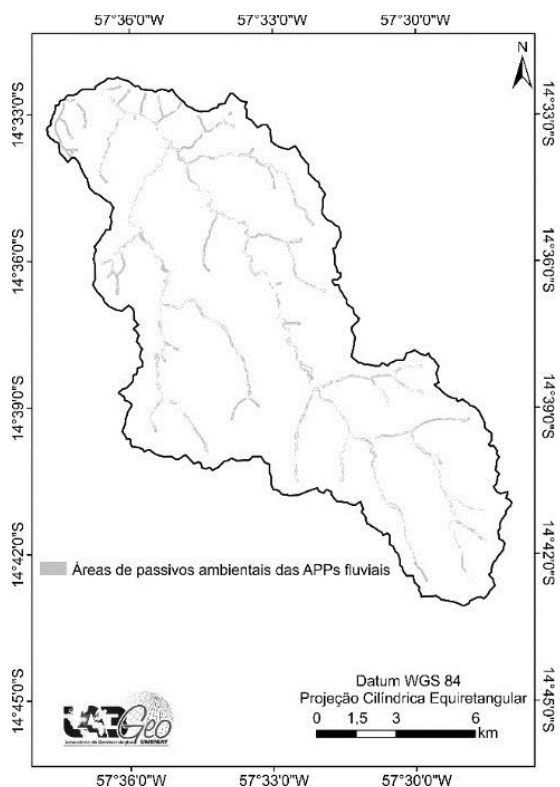 57°36'0"W 57°33'0"W 57°30'0"W
N
14°33'0"S 14°33'0"S
14°36'0"S 14°36'0"S
14°39'0"S 14°39'0"S
14°42'0"S 14°42'0"S
Áreas de passivos ambientais das APPs fluviais
Datum WGS 84
Projeção Cilíndrica Equiretangular
0 1,5 3 6
km
14°45'0"S 14°45'0"S
Geo
UNEMAT
57°36'0"W 57°33'0"W 57°30'0"W